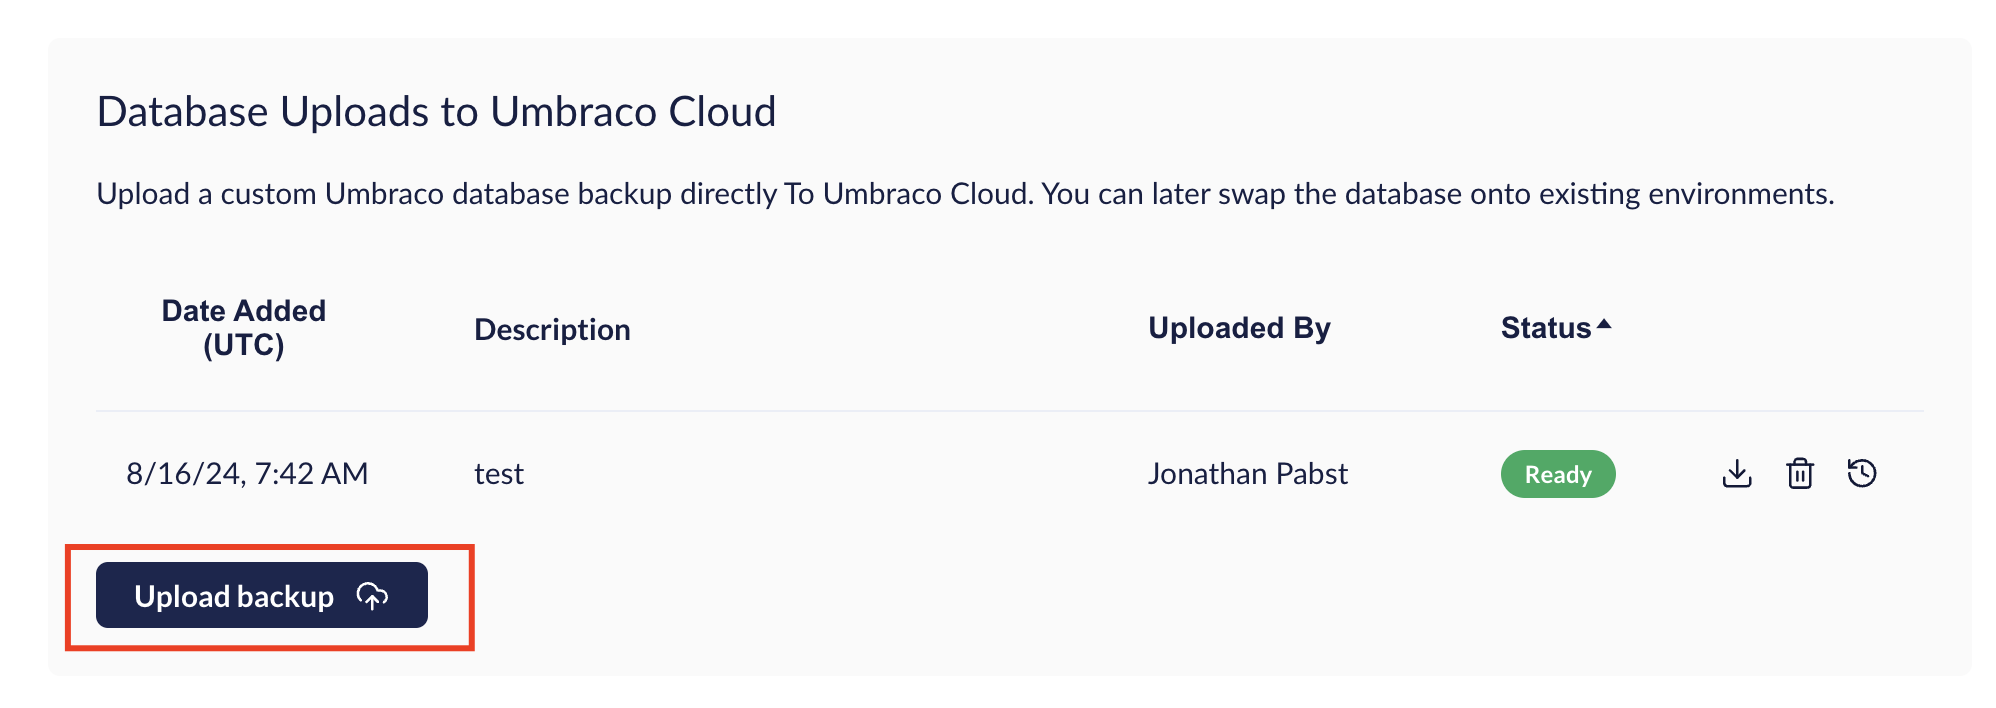 Database Uploads to Umbraco Cloud
Upload a custom Umbraco database backup directly To Umbraco Cloud. You can later swap the database onto existing environments.
Date Added
(UTC)
Description
Uploaded By
Status
8/16/24, 7:42 AM
test
Jonathan Pabst
Ready
Upload backup